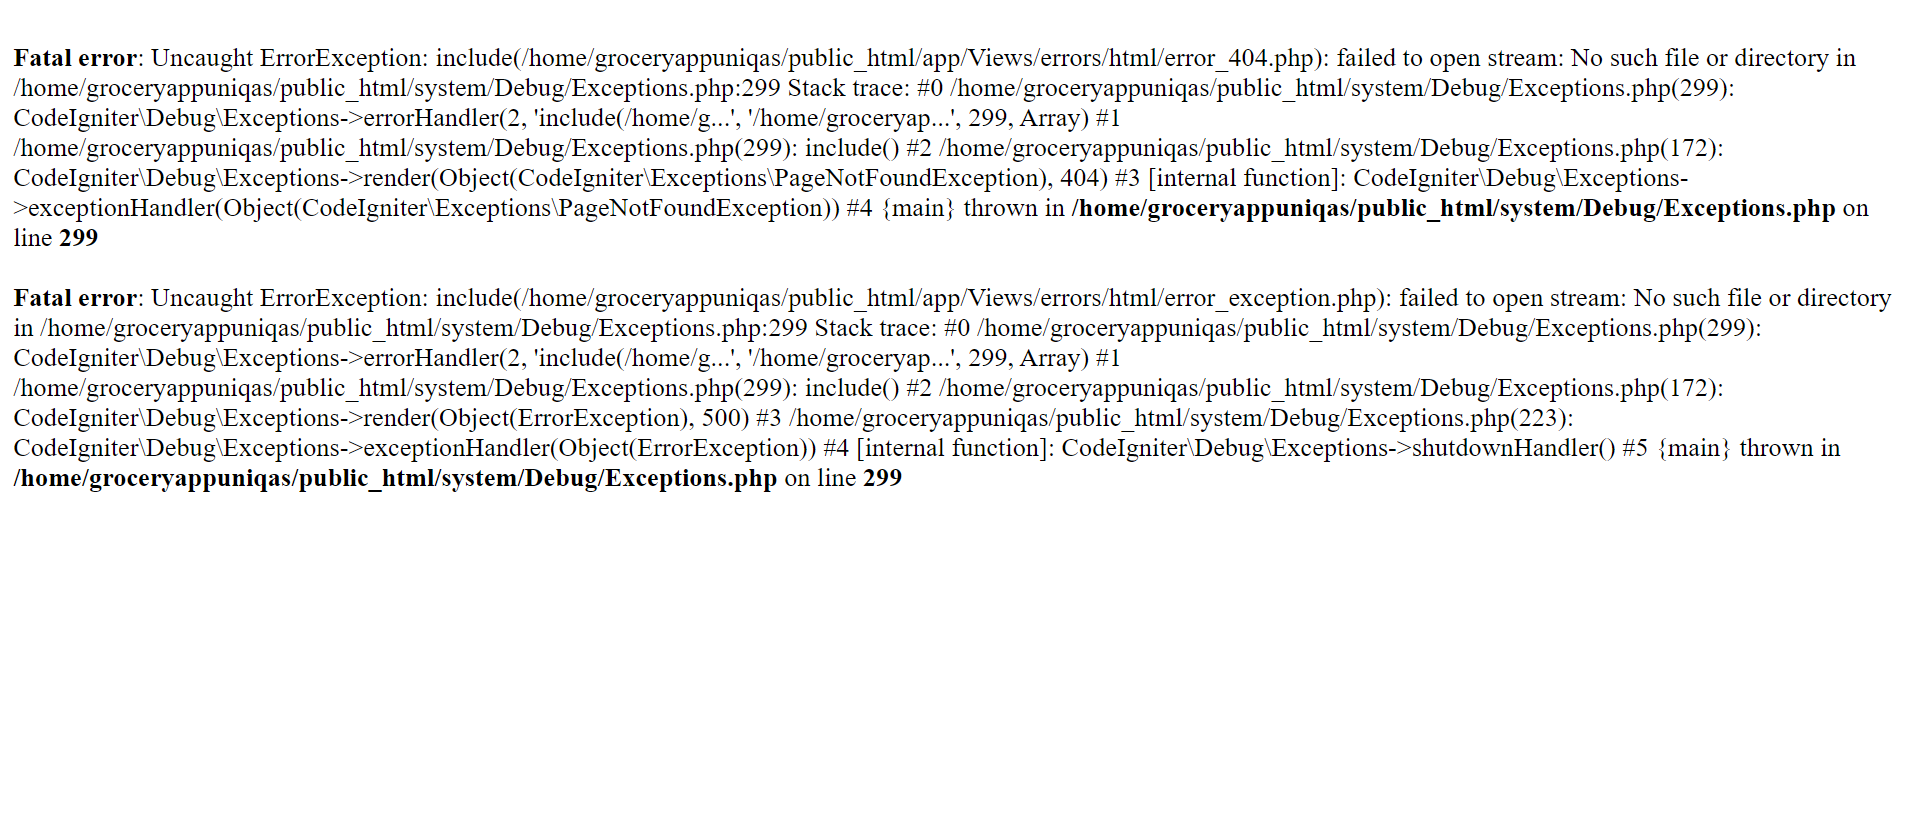 Fatal error: Uncaught ErrorException: include(/home/groceryappuniqas/public_html/app/Views/errors/html/error_404.php): failed to open stream: No such file or directory in
/home/groceryappuniqas/public_html/system/Debug/Exceptions.php:299 Stack trace: #0 /home/groceryappuniqas/public_html/system/Debug/Exceptions.php(299):
CodeIgniter\Debug\Exceptions->errorHandler(2, 'include(/home/g...', '/home/groceryap...', 299, Array) #1
/home/groceryappuniqas/public_html/system/Debug/Exceptions.php(299): include() #2 /home/groceryappuniqas/public_html/system/Debug/Exceptions.php(172):
CodeIgniter\Debug\Exceptions->render(Object(CodeIgniter\Exceptions\PageNotFoundException), 404) #3 [internal function]: CodeIgniter\Debug\Exceptions-
>exceptionHandler(Object(CodeIgniter\Exceptions\PageNotFoundException)) #4 {main} thrown in /home/groceryappuniqas/public_html/system/Debug/Exceptions.php on
line 299
Fatal error: Uncaught ErrorException: include(/home/groceryappuniqas/public_html/app/Views/errors/html/error_exception.php): failed to open stream: No such file or directory
in /home/groceryappuniqas/public_html/system/Debug/Exceptions.php:299 Stack trace: #0 /home/groceryappuniqas/public_html/system/Debug/Exceptions.php(299):
CodeIgniter\Debug\Exceptions->errorHandler(2, 'include(/home/g...', '/home/groceryap...', 299, Array) #1
/home/groceryappuniqas/public_html/system/Debug/Exceptions.php(299): include() #2 /home/groceryappuniqas/public_html/system/Debug/Exceptions.php(172):
CodeIgniter\Debug\Exceptions->render(Object(ErrorException), 500) #3 /home/groceryappuniqas/public_html/system/Debug/Exceptions.php(223):
CodeIgniter\Debug\Exceptions->exceptionHandler(Object(ErrorException)) #4 [internal function]: CodeIgniter\Debug\Exceptions->shutdownHandler() #5 {main} thrown in
/home/groceryappuniqas/public_html/system/Debug/Exceptions.php on line 299